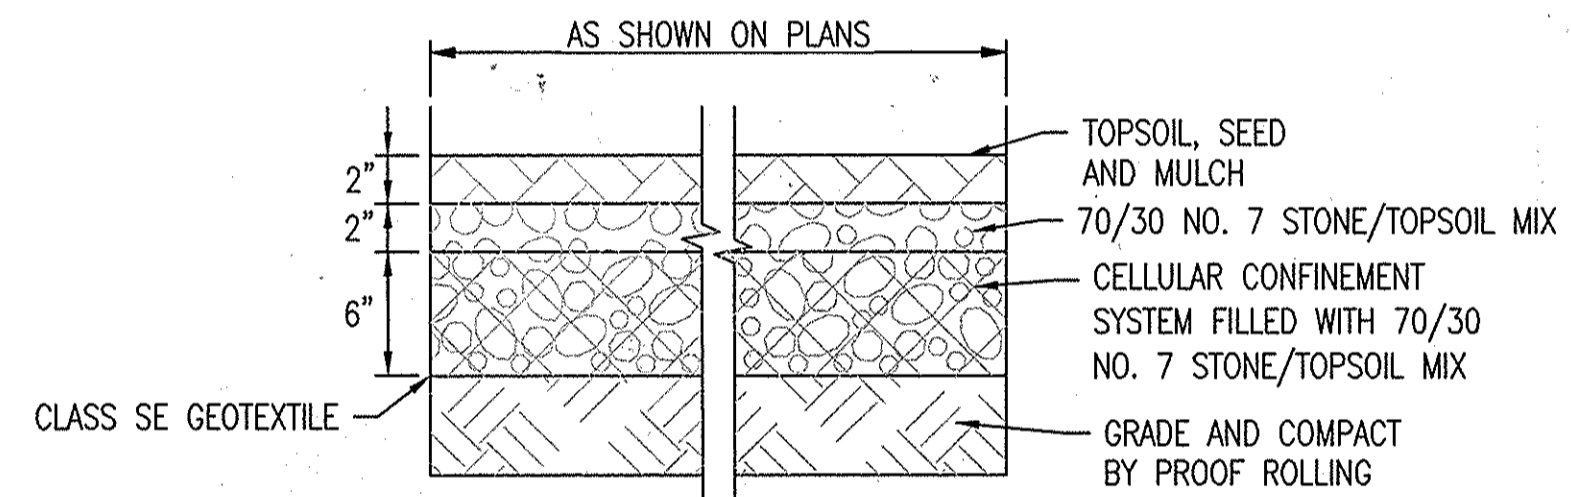 AS SHOWN ON PLANS
TOPSOIL, SEED
AND MULCH
2"
2"
70/30 NO. 7 STONE/TOPSOIL MIX
6"
CELLULAR CONFINEMENT
SYSTEM FILLED WITH 70/30
NO. 7 STONE/TOPSOIL MIX
CLASS SE GEOTEXTILE
GRADE AND COMPACT
BY PROOF ROLLING